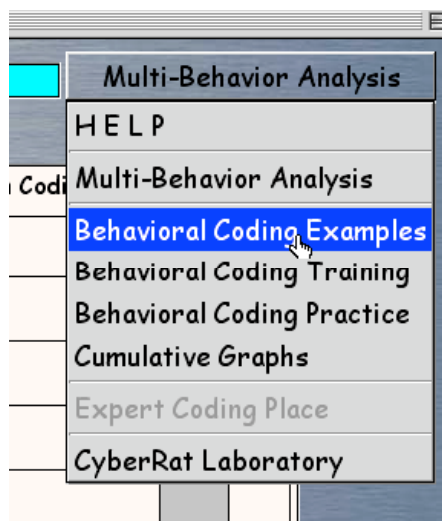 Multi-Behavior Analysis
H E L P
n Codi
Multi-Behavior Analysis
Behavioral Coding Examples
Behavioral Coding Training
Behavioral Coding Practice
Cumulative Graphs
Expert Coding Place
CyberRat Laboratory